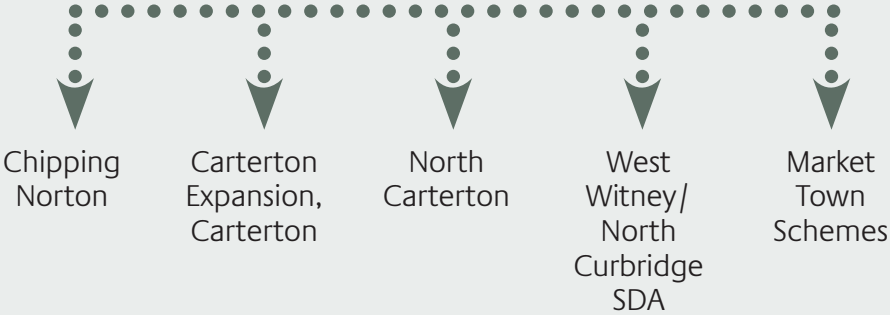 Chipping
Norton
Carterton
Expansion,
Carterton
North
Carterton
West
Witney/
North
Curbridge
SDA
Market
Town
Schemes